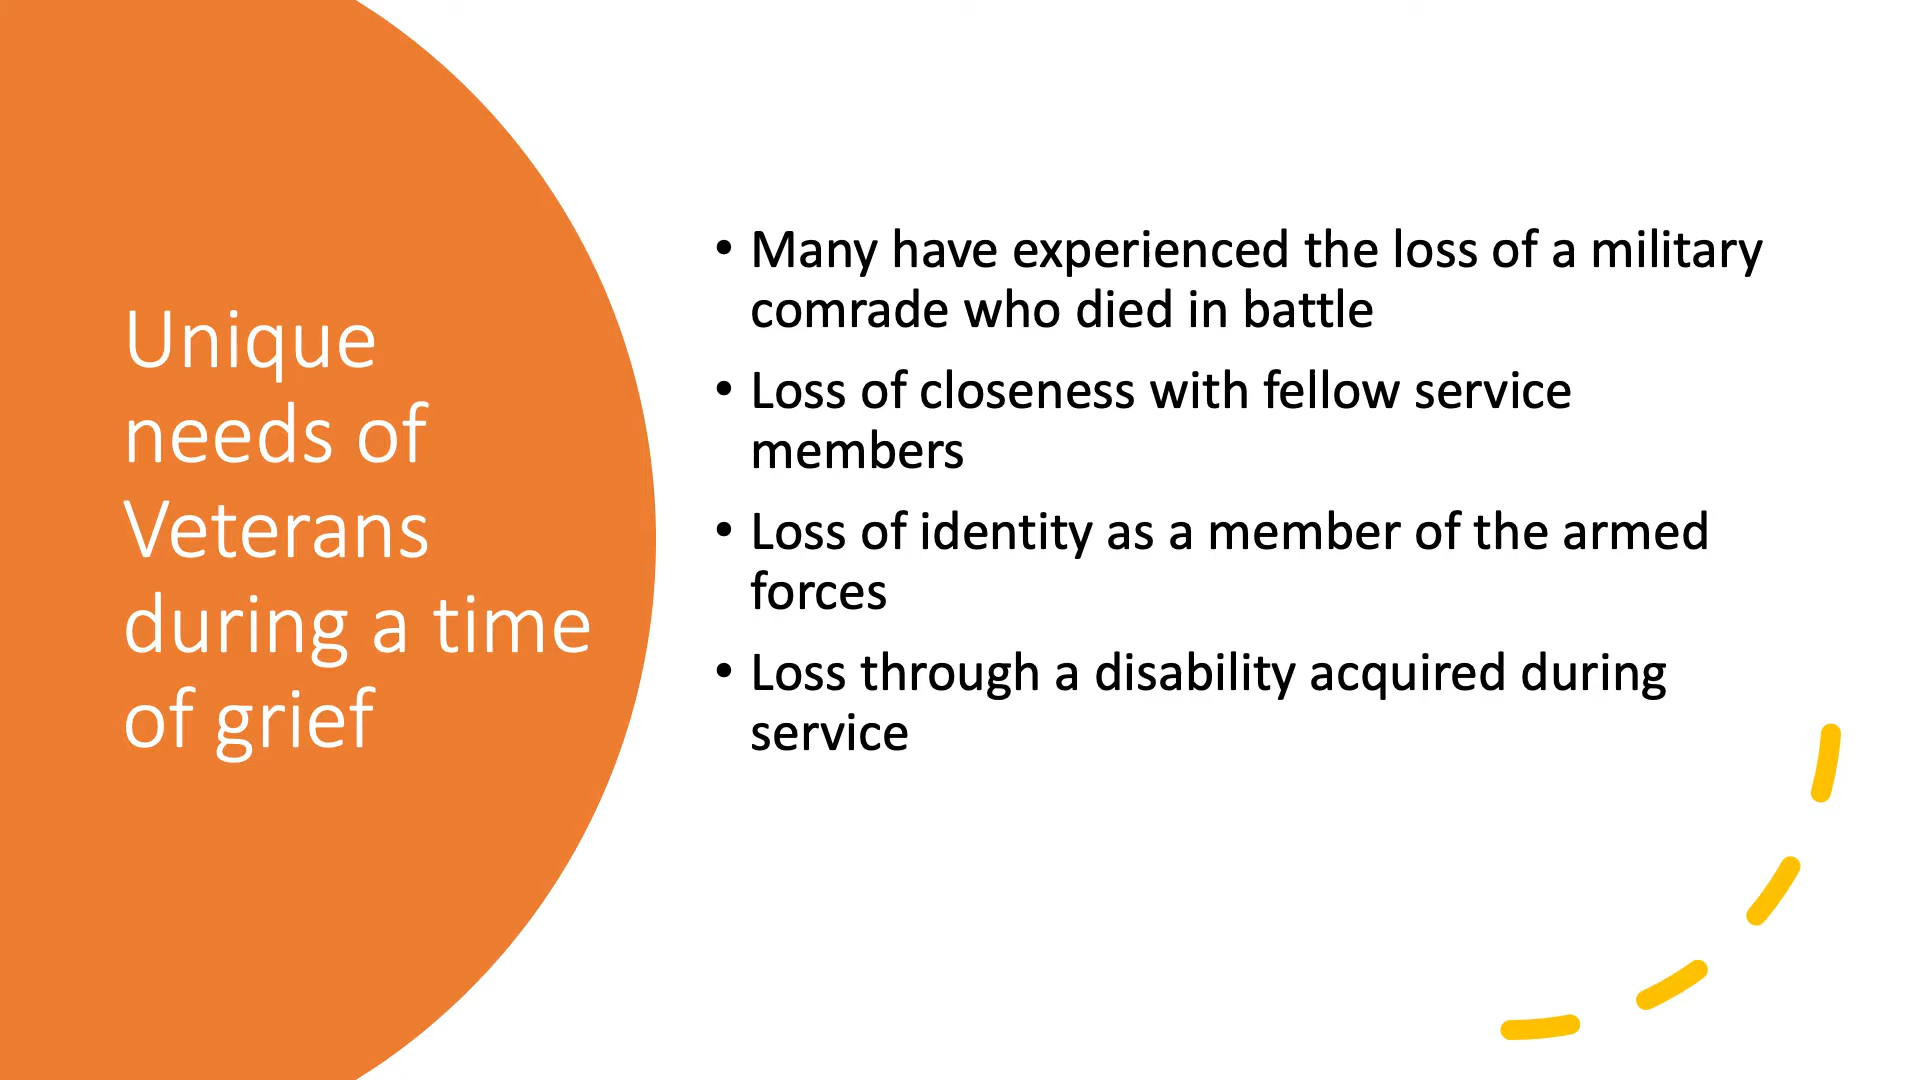 Unique
needs of
Veterans
during a time
of grief
• Many have experienced the loss of a military
comrade who died in battle
• Loss of closeness with fellow service
members
• Loss of identity as a member of the armed
forces
• Loss through a disability acquired during
service